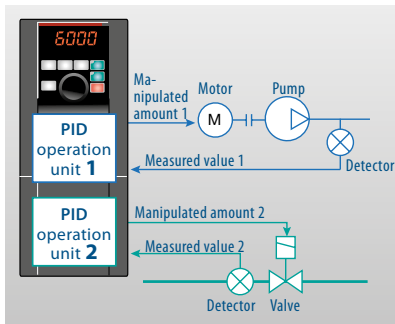 6000
Ma-
nipulated
amount 1
Motor
Pump
M
PID
operation
unit 1
Measured value 1
Detector
PID
operation
unit 2
Manipulated amount 2
Measured value 2
Detector
Valve